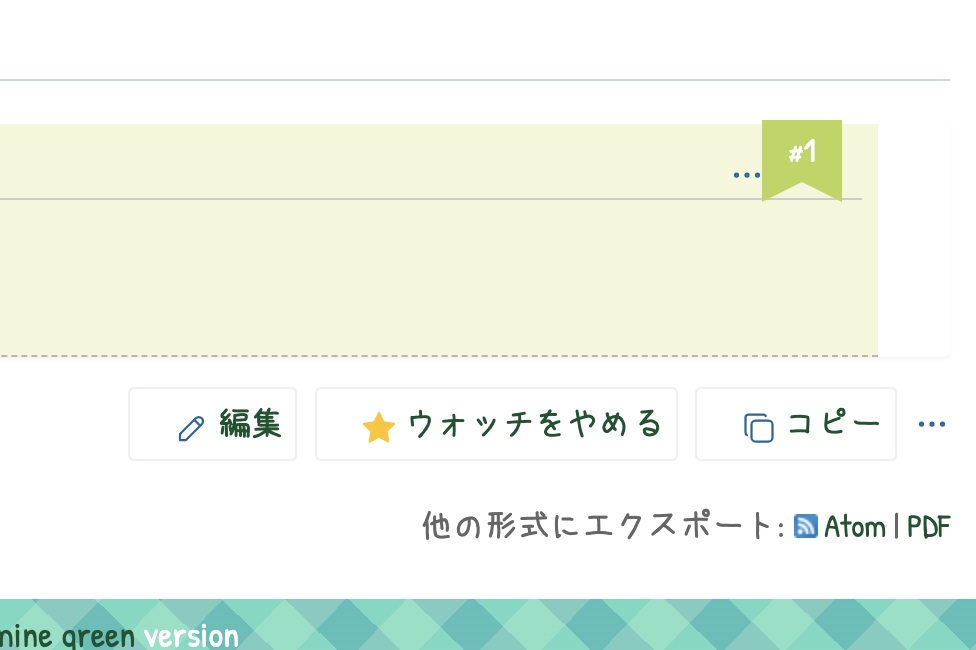 ... #1
編集 ウォッチをやめる コピー ...
他の形式にエクスポート: Atom | PDF
mine green version